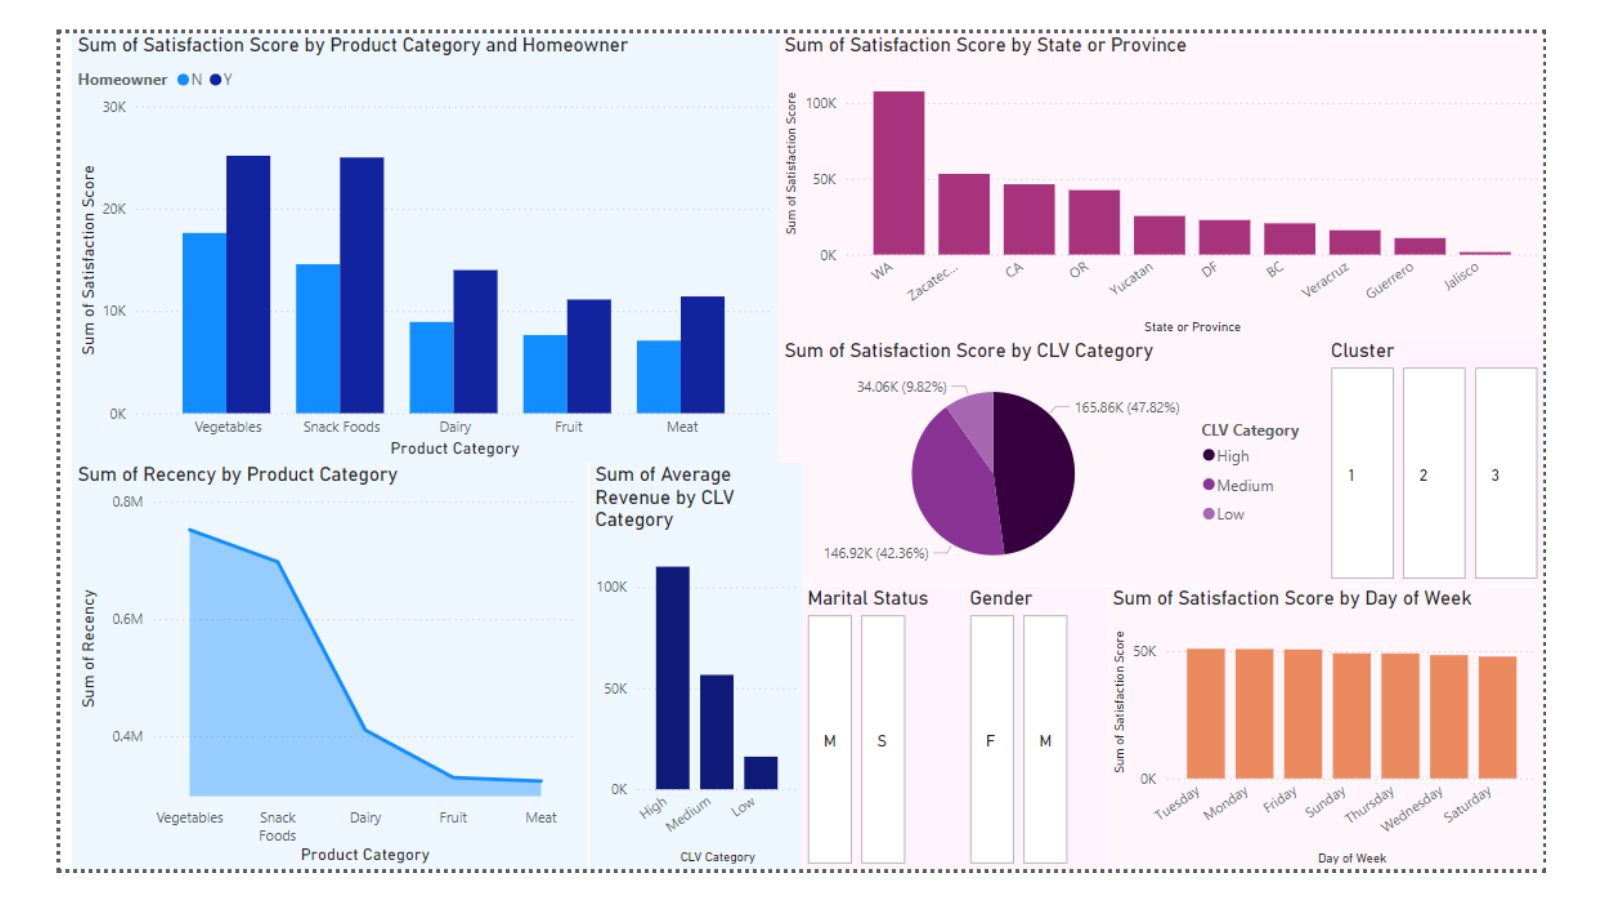 Sum of Satisfaction Score by Product Category and Homeowner
Homeowner N Y
30K
20K
10K
0K
Sum of Satisfaction Score
Vegetables Snack Foods Dairy Fruit Meat
Product Category
Sum of Satisfaction Score by State or Province
100K
50K
0K
Sum of Satisfaction Score
WA Zacatec... CA OR Yucatan DF BC Veracruz Guerrero Jalisco
State or Province
Sum of Satisfaction Score by CLV Category
34.06K (9.82%)
165.86K (47.82%)
146.92K (42.36%)
CLV Category
High
Medium
Low
Cluster
1 2 3
Sum of Recency by Product Category
0.8M
0.6M
0.4M
Sum of Recency
Vegetables Snack Dairy Fruit Meat
Foods
Product Category
Sum of Average
Revenue by CLV
Category
100K
50K
0K
High Medium Low
CLV Category
Marital Status
M S
Gender
F M
Sum of Satisfaction Score by Day of Week
50K
0K
Sum of Satisfaction Score
Tuesday Monday Friday Sunday Thursday Wednesday Saturday
Day of Week